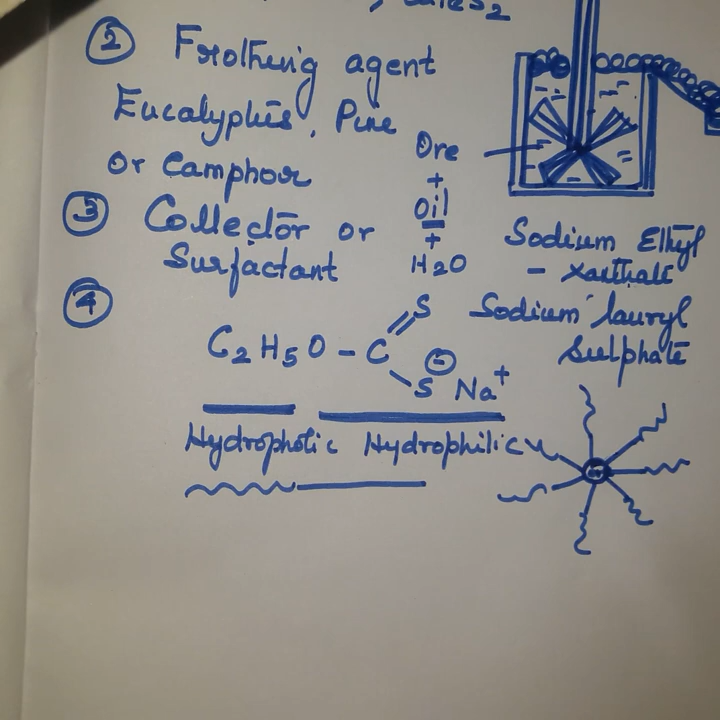 ② Frothing agent
Eucalyptus, Pine
or Camphor
Ore
+
Oil
+
H2O
③ Collector or
Surfactant
Sodium Ethyl
- xanthate
Sodium lauryl
Sulphate
④
S
C2H5O - C
S⊖ Na+
Hydropholic Hydrophilic